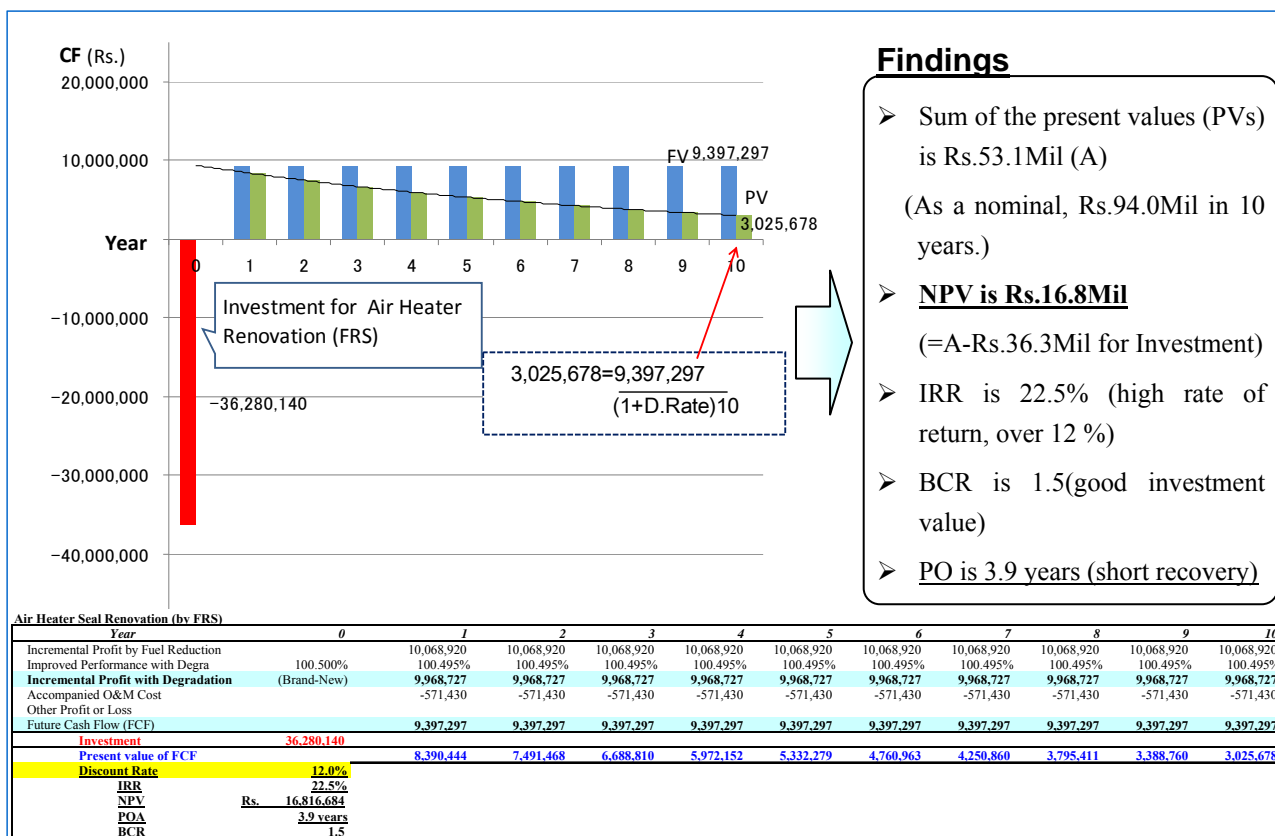 CF (Rs.)
20,000,000
10,000,000
Year
−10,000,000
−20,000,000
−30,000,000
−40,000,000
0 1 2 3 4 5 6 7 8 9 10
FV 9,397,297
PV
3,025,678
Investment for Air Heater
Renovation (FRS)
−36,280,140
3,025,678=9,397,297
(1+D.Rate)10
Findings
➢ Sum of the present values (PVs)
is Rs.53.1Mil (A)
(As a nominal, Rs.94.0Mil in 10
years.)
➢ NPV is Rs.16.8Mil
(=A-Rs.36.3Mil for Investment)
➢ IRR is 22.5% (high rate of
return, over 12 %)
➢ BCR is 1.5(good investment
value)
➢ PO is 3.9 years (short recovery)
Air Heater Seal Renovation (by FRS)
Year 0 1 2 3 4 5 6 7 8 9 10
Incremental Profit by Fuel Reduction 10,068,920 10,068,920 10,068,920 10,068,920 10,068,920 10,068,920 10,068,920 10,068,920 10,068,920 10,068,920
Improved Performance with Degra 100.500% 100.495% 100.495% 100.495% 100.495% 100.495% 100.495% 100.495% 100.495% 100.495% 100.495%
Incremental Profit with Degradation (Brand-New) 9,968,727 9,968,727 9,968,727 9,968,727 9,968,727 9,968,727 9,968,727 9,968,727 9,968,727 9,968,727
Accompanied O&M Cost -571,430 -571,430 -571,430 -571,430 -571,430 -571,430 -571,430 -571,430 -571,430 -571,430
Other Profit or Loss
Future Cash Flow (FCF) 9,397,297 9,397,297 9,397,297 9,397,297 9,397,297 9,397,297 9,397,297 9,397,297 9,397,297 9,397,297
Investment 36,280,140
Present value of FCF 8,390,444 7,491,468 6,688,810 5,972,152 5,332,279 4,760,963 4,250,860 3,795,411 3,388,760 3,025,678
Discount Rate 12.0%
IRR 22.5%
NPV Rs. 16,816,684
POA 3.9 years
BCR 1.5